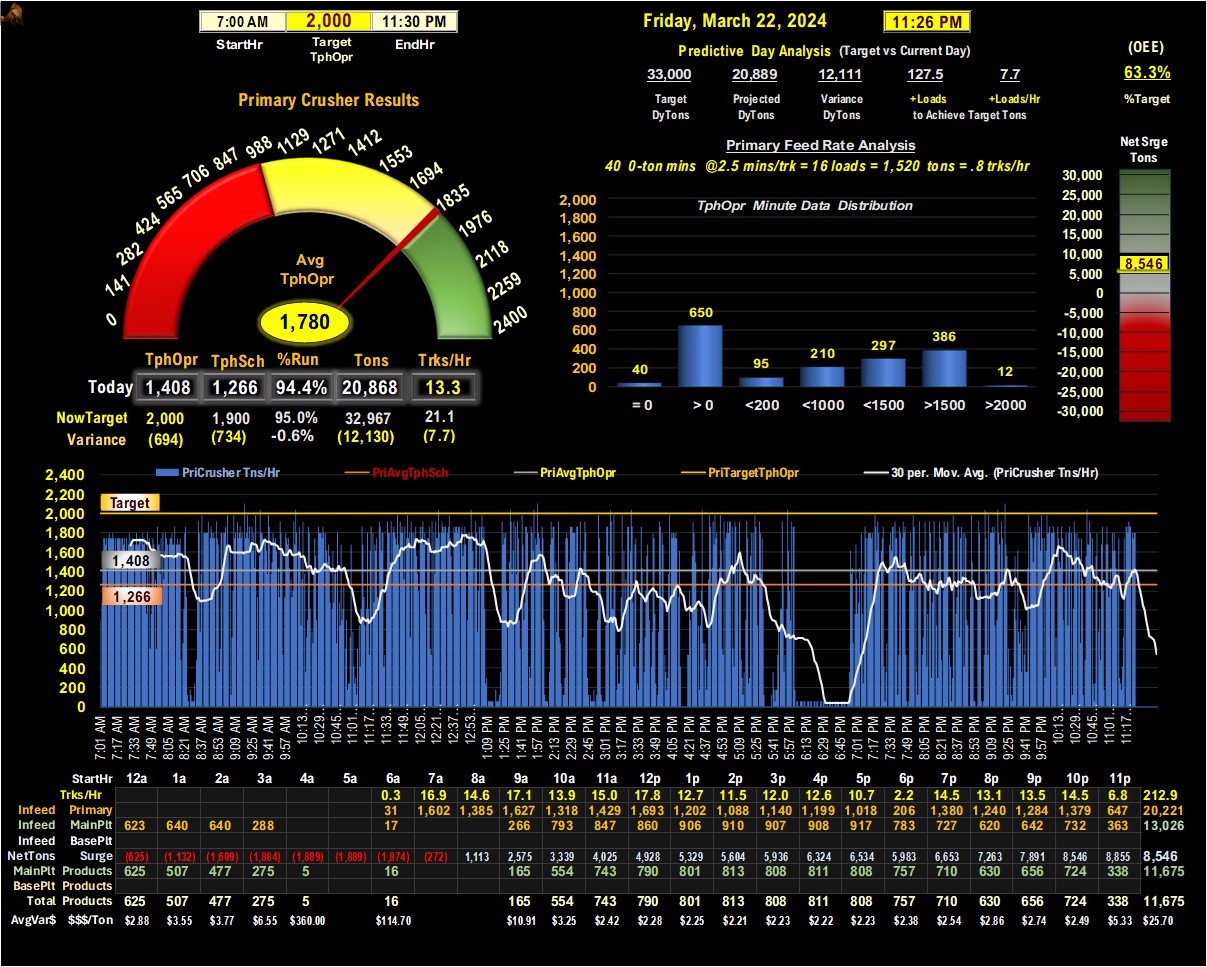 7:00 AM 2,000 11:30 PM
StartHr Target TphOpr EndHr
Friday, March 22, 2024 11:26 PM
Predictive Day Analysis (Target vs Current Day)
33,000 20,889 12,111 127.5 7.7
Target DyTons Projected DyTons Variance DyTons +Loads +Loads/Hr
to Achieve Target Tons
(OEE)
63.3%
%Target
Primary Crusher Results
0 141 282 424 565 706 847 988 1129 1271 1412 1553 1694 1835 1976 2118 2259 2400
Avg
TphOpr
1,780
TphOpr TphSch %Run Tons Trks/Hr
Today 1,408 1,266 94.4% 20,868 13.3
NowTarget 2,000 1,900 95.0% 32,967 21.1
Variance (694) (734) -0.6% (12,130) (7.7)
Primary Feed Rate Analysis
40 0-ton mins @2.5 mins/trk = 16 loads = 1,520 tons = .8 trks/hr
TphOpr Minute Data Distribution
2,000
1,800
1,600
1,400
1,200
1,000
800
600
400
200
0
40 650 95 210 297 386 12
= 0 > 0 <200 <1000 <1500 >1500 >2000
Net Srge
Tons
30,000
25,000
20,000
15,000
10,000
8,546
5,000
0
-5,000
-10,000
-15,000
-20,000
-25,000
-30,000
PriCrusher Tns/Hr PriAvgTphSch PriAvgTphOpr PriTargetTphOpr 30 per. Mov. Avg. (PriCrusher Tns/Hr)
2,400
2,200
2,000
1,800
1,600
1,400
1,200
1,000
800
600
400
200
0
Target
1,408
1,266
7:01 AM 7:17 AM 7:33 AM 7:49 AM 8:05 AM 8:21 AM 8:37 AM 8:53 AM 9:09 AM 9:25 AM 9:41 AM 9:57 AM 10:13... 10:29... 10:45... 11:01... 11:17... 11:33... 11:49... 12:05... 12:21... 12:37... 12:53... 1:09 PM 1:25 PM 1:41 PM 1:57 PM 2:13 PM 2:29 PM 2:45 PM 3:01 PM 3:17 PM 3:33 PM 3:49 PM 4:05 PM 4:21 PM 4:37 PM 4:53 PM 5:09 PM 5:25 PM 5:41 PM 5:57 PM 6:13 PM 6:29 PM 6:45 PM 7:01 PM 7:17 PM 7:33 PM 7:49 PM 8:05 PM 8:21 PM 8:37 PM 8:53 PM 9:09 PM 9:25 PM 9:41 PM 9:57 PM 10:13... 10:29... 10:45... 11:01... 11:17...
StartHr 12a 1a 2a 3a 4a 5a 6a 7a 8a 9a 10a 11a 12p 1p 2p 3p 4p 5p 6p 7p 8p 9p 10p 11p
Trks/Hr 0.3 16.9 14.6 17.1 13.9 15.0 17.8 12.7 11.5 12.0 12.6 10.7 2.2 14.5 13.1 13.5 14.5 6.8 212.9
Infeed Primary 31 1,602 1,385 1,627 1,318 1,429 1,693 1,202 1,088 1,140 1,199 1,018 206 1,380 1,240 1,284 1,379 647 20,221
Infeed MainPlt 623 640 640 288 17 266 793 847 860 906 910 907 908 917 783 727 620 642 732 363 13,026
Infeed BasePlt
NetTons Surge (625) (1,132) (1,609) (1,884) (1,889) (1,889) (1,874) (272) 1,113 2,575 3,339 4,025 4,928 5,329 5,604 5,936 6,324 6,534 5,983 6,653 7,263 7,891 8,546 8,855 8,546
MainPlt Products 625 507 477 275 5 16 165 554 743 790 801 813 808 811 808 757 710 630 656 724 338 11,675
BasePlt Products
Total Products 625 507 477 275 5 16 165 554 743 790 801 813 808 811 808 757 710 630 656 724 338 11,675
AvgVar$ $$$/Ton $2.88 $3.55 $3.77 $6.55 $360.00 $114.70 $10.91 $3.25 $2.42 $2.28 $2.25 $2.21 $2.23 $2.22 $2.23 $2.38 $2.54 $2.86 $2.74 $2.49 $5.33 $25.70